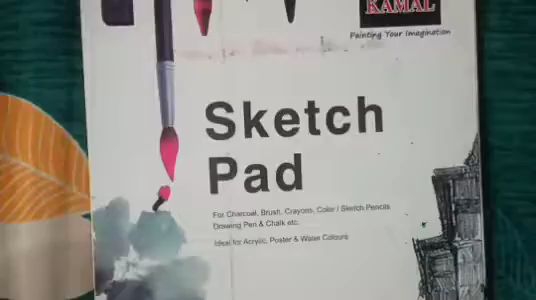 KAMAL
Painting Your Imagination
Sketch
Pad
For Charcoal, Brush, Crayons, Color / Sketch Pencils
Drawing Pen & Chalk etc.
Ideal for Acrylic, Poster & Water Colours